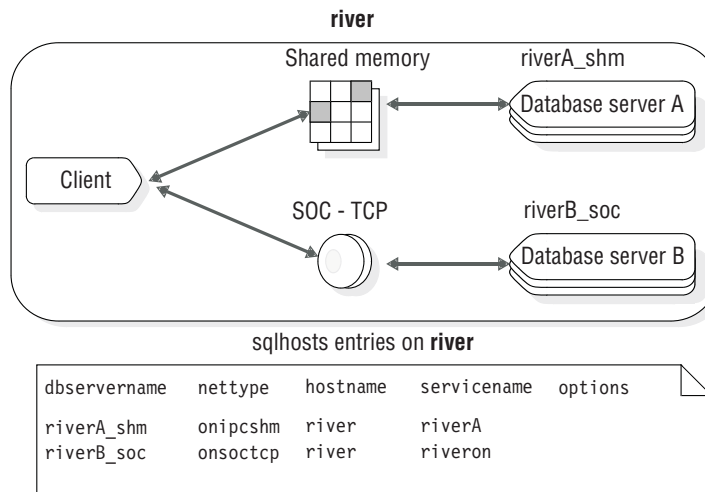 river
Shared memory riverA_shm
Database server A
Client
SOC - TCP riverB_soc
Database server B
sqlhosts entries on river
dbservername nettype hostname servicename options
riverA_shm onipcshm river riverA
riverB_soc onsoctcp river riveron